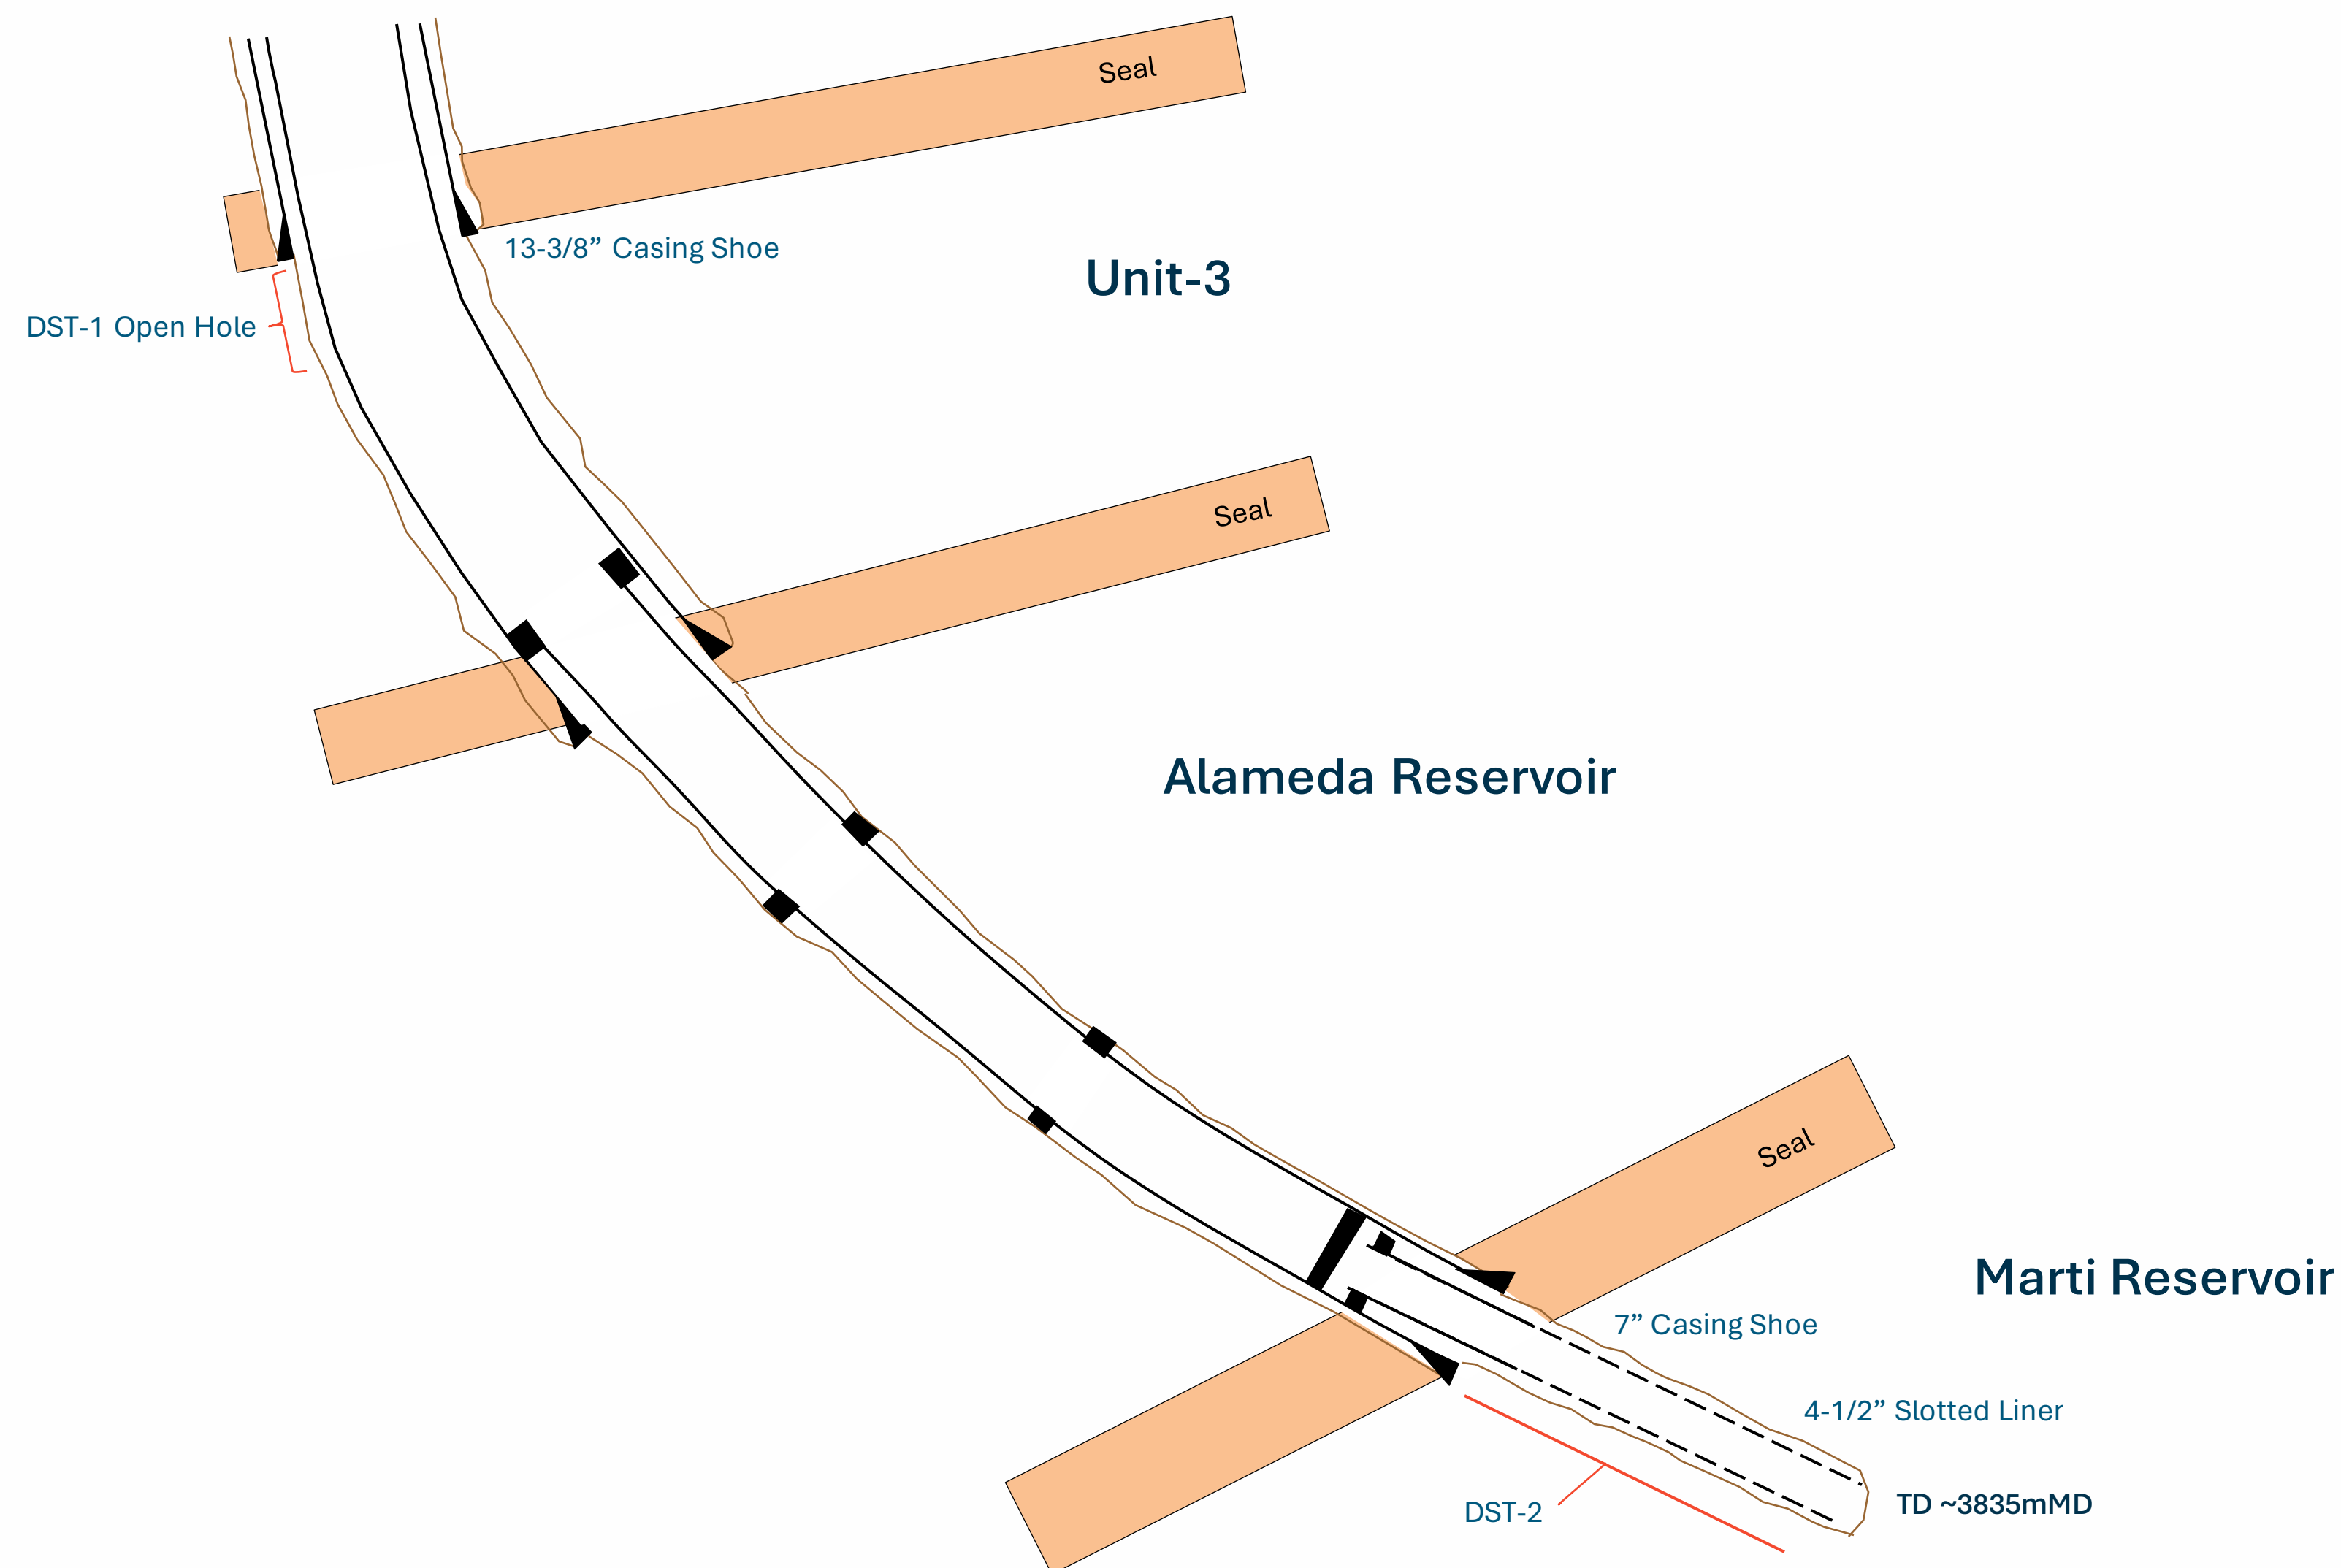 Seal
13-3/8” Casing Shoe
Unit-3
DST-1 Open Hole
Seal
Alameda Reservoir
Seal
Marti Reservoir
7” Casing Shoe
4-1/2” Slotted Liner
TD ~3835mMD
DST-2